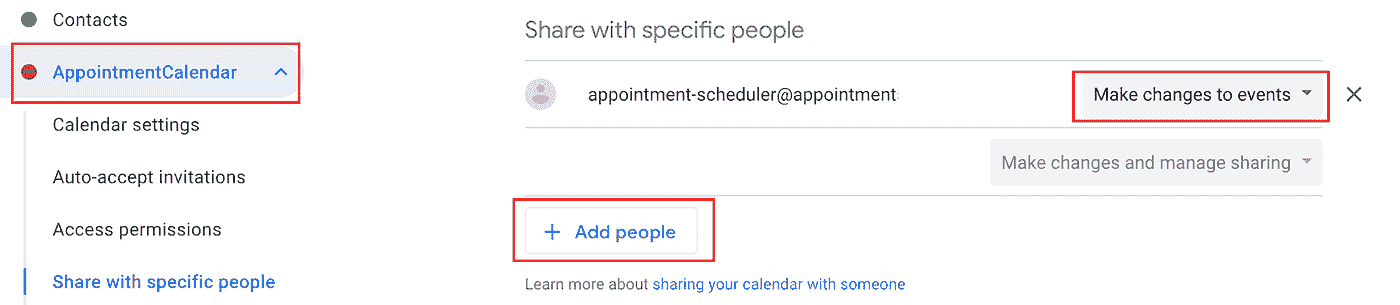 Contacts
AppointmentCalendar
Calendar settings
Auto-accept invitations
Access permissions
Share with specific people
Share with specific people
appointment-scheduler@appointment
Make changes to events
Make changes and manage sharing
Add people
Learn more about sharing your calendar with someone